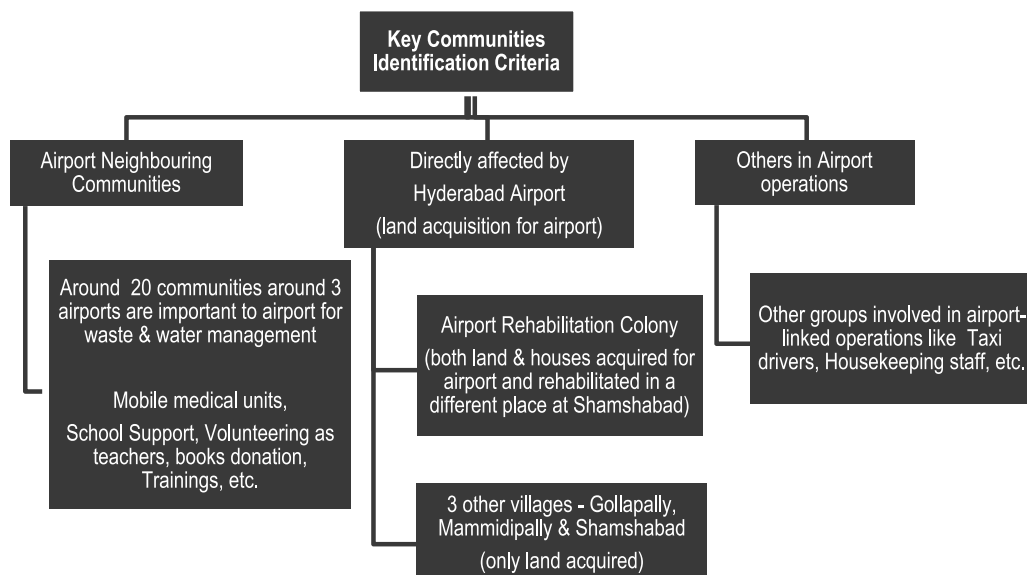 Key Communities
Identification Criteria
Airport Neighbouring
Communities
Around 20 communities around 3
airports are important to airport for
waste & water management
Mobile medical units,
School Support, Volunteering as
teachers, books donation,
Trainings, etc.
Directly affected by
Hyderabad Airport
(land acquisition for airport)
Airport Rehabilitation Colony
(both land & houses acquired for
airport and rehabilitated in a
different place at Shamshabad)
3 other villages - Gollapally,
Mammidipally & Shamshabad
(only land acquired)
Others in Airport
operations
Other groups involved in airport-
linked operations like Taxi
drivers, Housekeeping staff, etc.